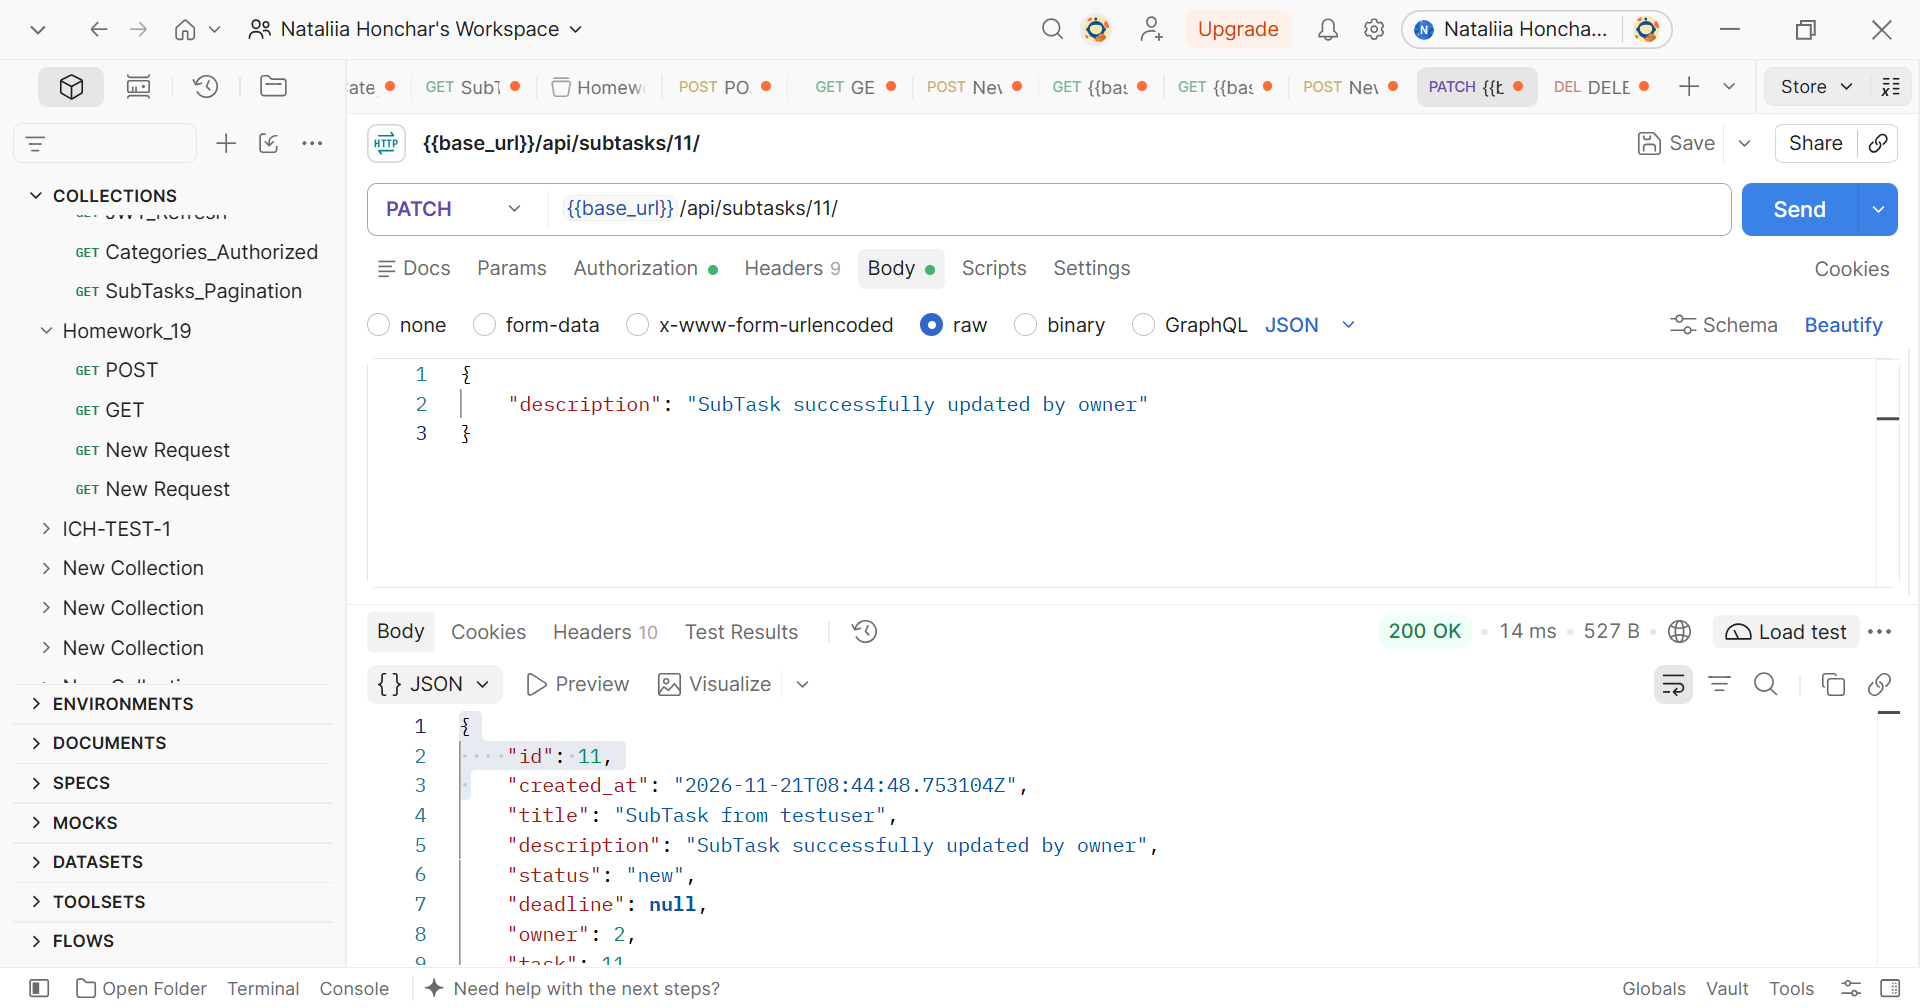 Nataliia Honchar's Workspace
Upgrade
Nataliia Honcha...
ate
GET SubT
Homew
POST PO
GET GE
POST Nev
GET {{bas
GET {{bas
POST Nev
PATCH {{b
DEL DELE
Store
{{base_url}}/api/subtasks/11/
Save
Share
COLLECTIONS
JWT_Refresh
GET Categories_Authorized
GET SubTasks_Pagination
Homework_19
GET POST
GET GET
GET New Request
GET New Request
ICH-TEST-1
New Collection
New Collection
New Collection
ENVIRONMENTS
DOCUMENTS
SPECS
MOCKS
DATASETS
TOOLSETS
FLOWS
PATCH
{{base_url}} /api/subtasks/11/
Send
Docs
Params
Authorization
Headers 9
Body
Scripts
Settings
Cookies
none
form-data
x-www-form-urlencoded
raw
binary
GraphQL
JSON
Schema
Beautify
1 {
2 "description": "SubTask successfully updated by owner"
3 }
Body
Cookies
Headers 10
Test Results
200 OK
14 ms
527 B
Load test
{} JSON
Preview
Visualize
1 {
2 "id": 11,
3 "created_at": "2026-11-21T08:44:48.753104Z",
4 "title": "SubTask from testuser",
5 "description": "SubTask successfully updated by owner",
6 "status": "new",
7 "deadline": null,
8 "owner": 2,
9 "task": 11
Open Folder
Terminal
Console
Need help with the next steps?
Globals
Vault
Tools